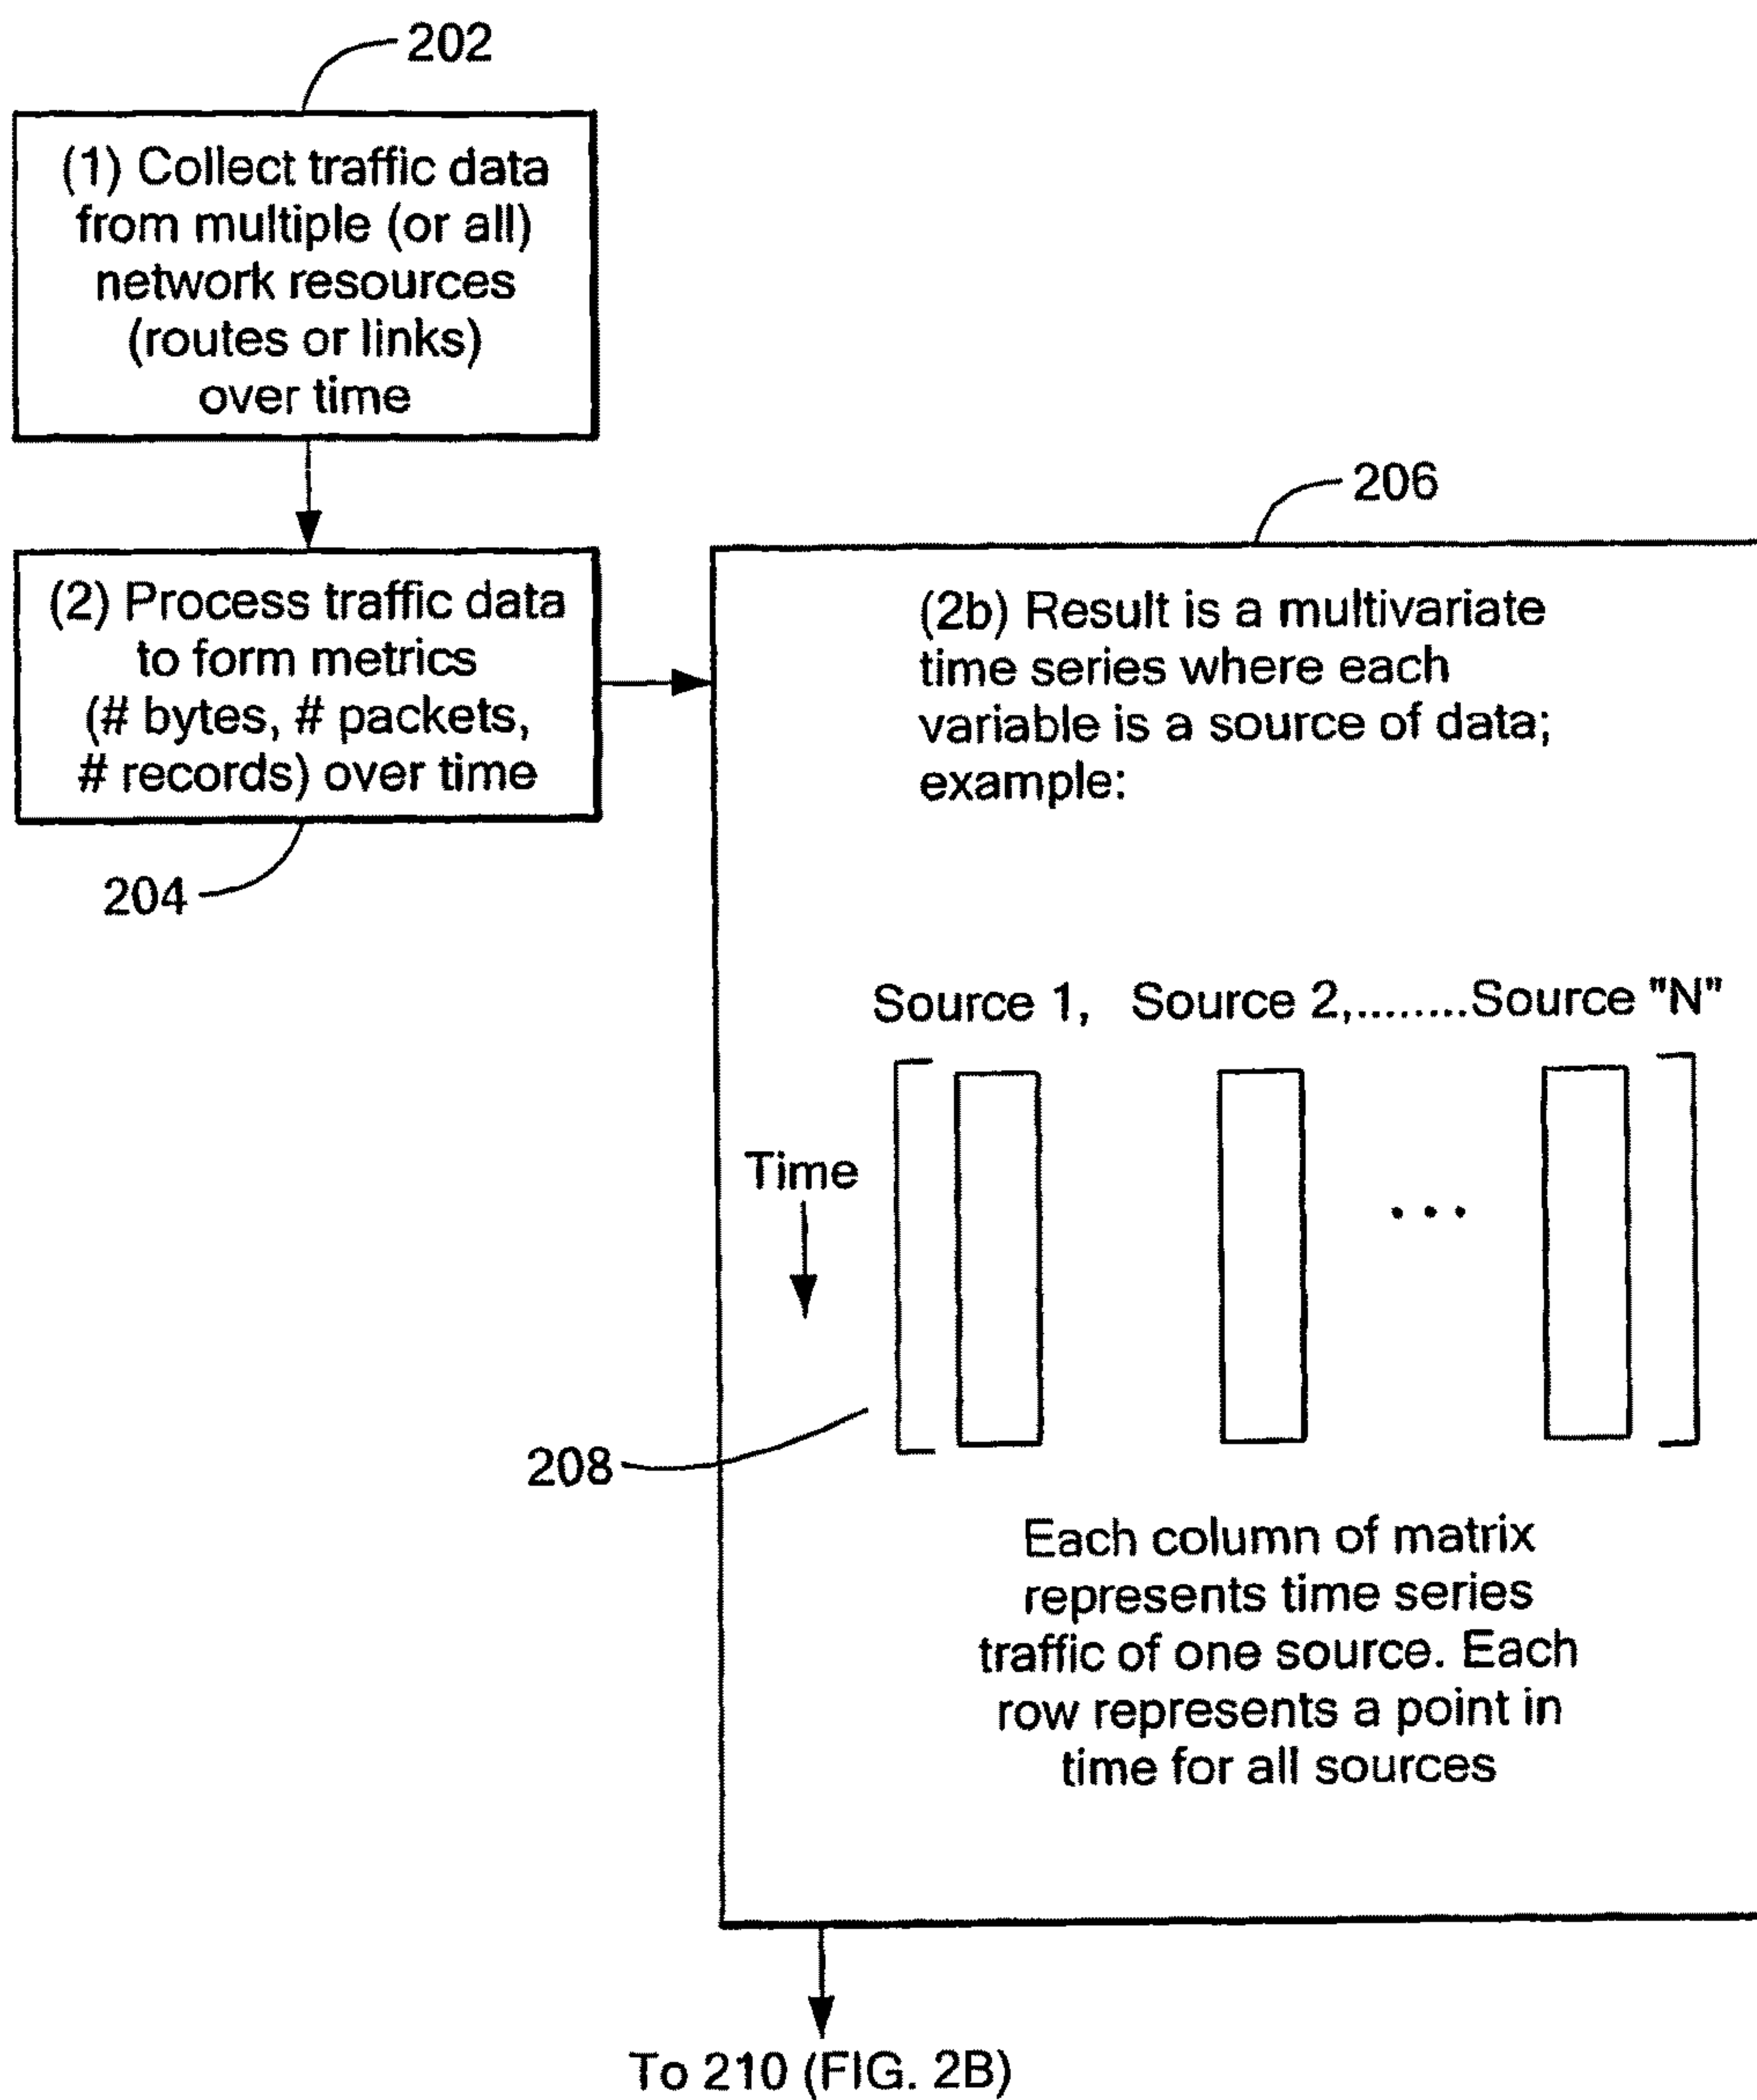 202
(1) Collect traffic data
from multiple (or all)
network resources
(routes or links)
over time
206
(2) Process traffic data
to form metrics
(# bytes, # packets,
# records) over time
204
(2b) Result is a multivariate
time series where each
variable is a source of data;
example:
Source 1, Source 2,........Source "N"
Time
...
208
Each column of matrix
represents time series
traffic of one source. Each
row represents a point in
time for all sources
To 210 (FIG. 2B)